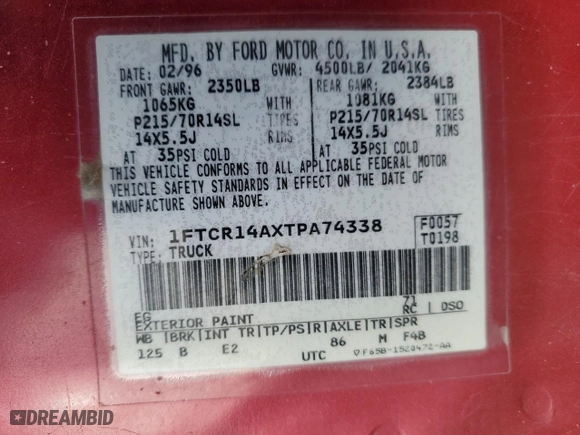 MFD. BY FORD MOTOR CO. IN U.S.A.
DATE: 02/96 GVWR: 4500LB/ 2041KG
FRONT GAWR: 2350LB REAR GAWR: 2384LB
1065KG WITH 1081KG WITH
P215/70R14SL TIRES P215/70R14SL TIRES
14X5.5J RIMS 14X5.5J RIMS
AT 35PSI COLD AT 35PSI COLD
THIS VEHICLE CONFORMS TO ALL APPLICABLE FEDERAL MOTOR
VEHICLE SAFETY STANDARDS IN EFFECT ON THE DATE OF
MANUFACTURE SHOWN ABOVE.
VIN: 1FTCR14AXTPA74338 F0057
TYPE: TRUCK T0198
EG 71
EXTERIOR PAINT RC | DSO
WB |BRK|INT TR|TP/PS|R|AXLE|TR|SPR
125 B E2 86 M F4B
UTC
DREAMBID